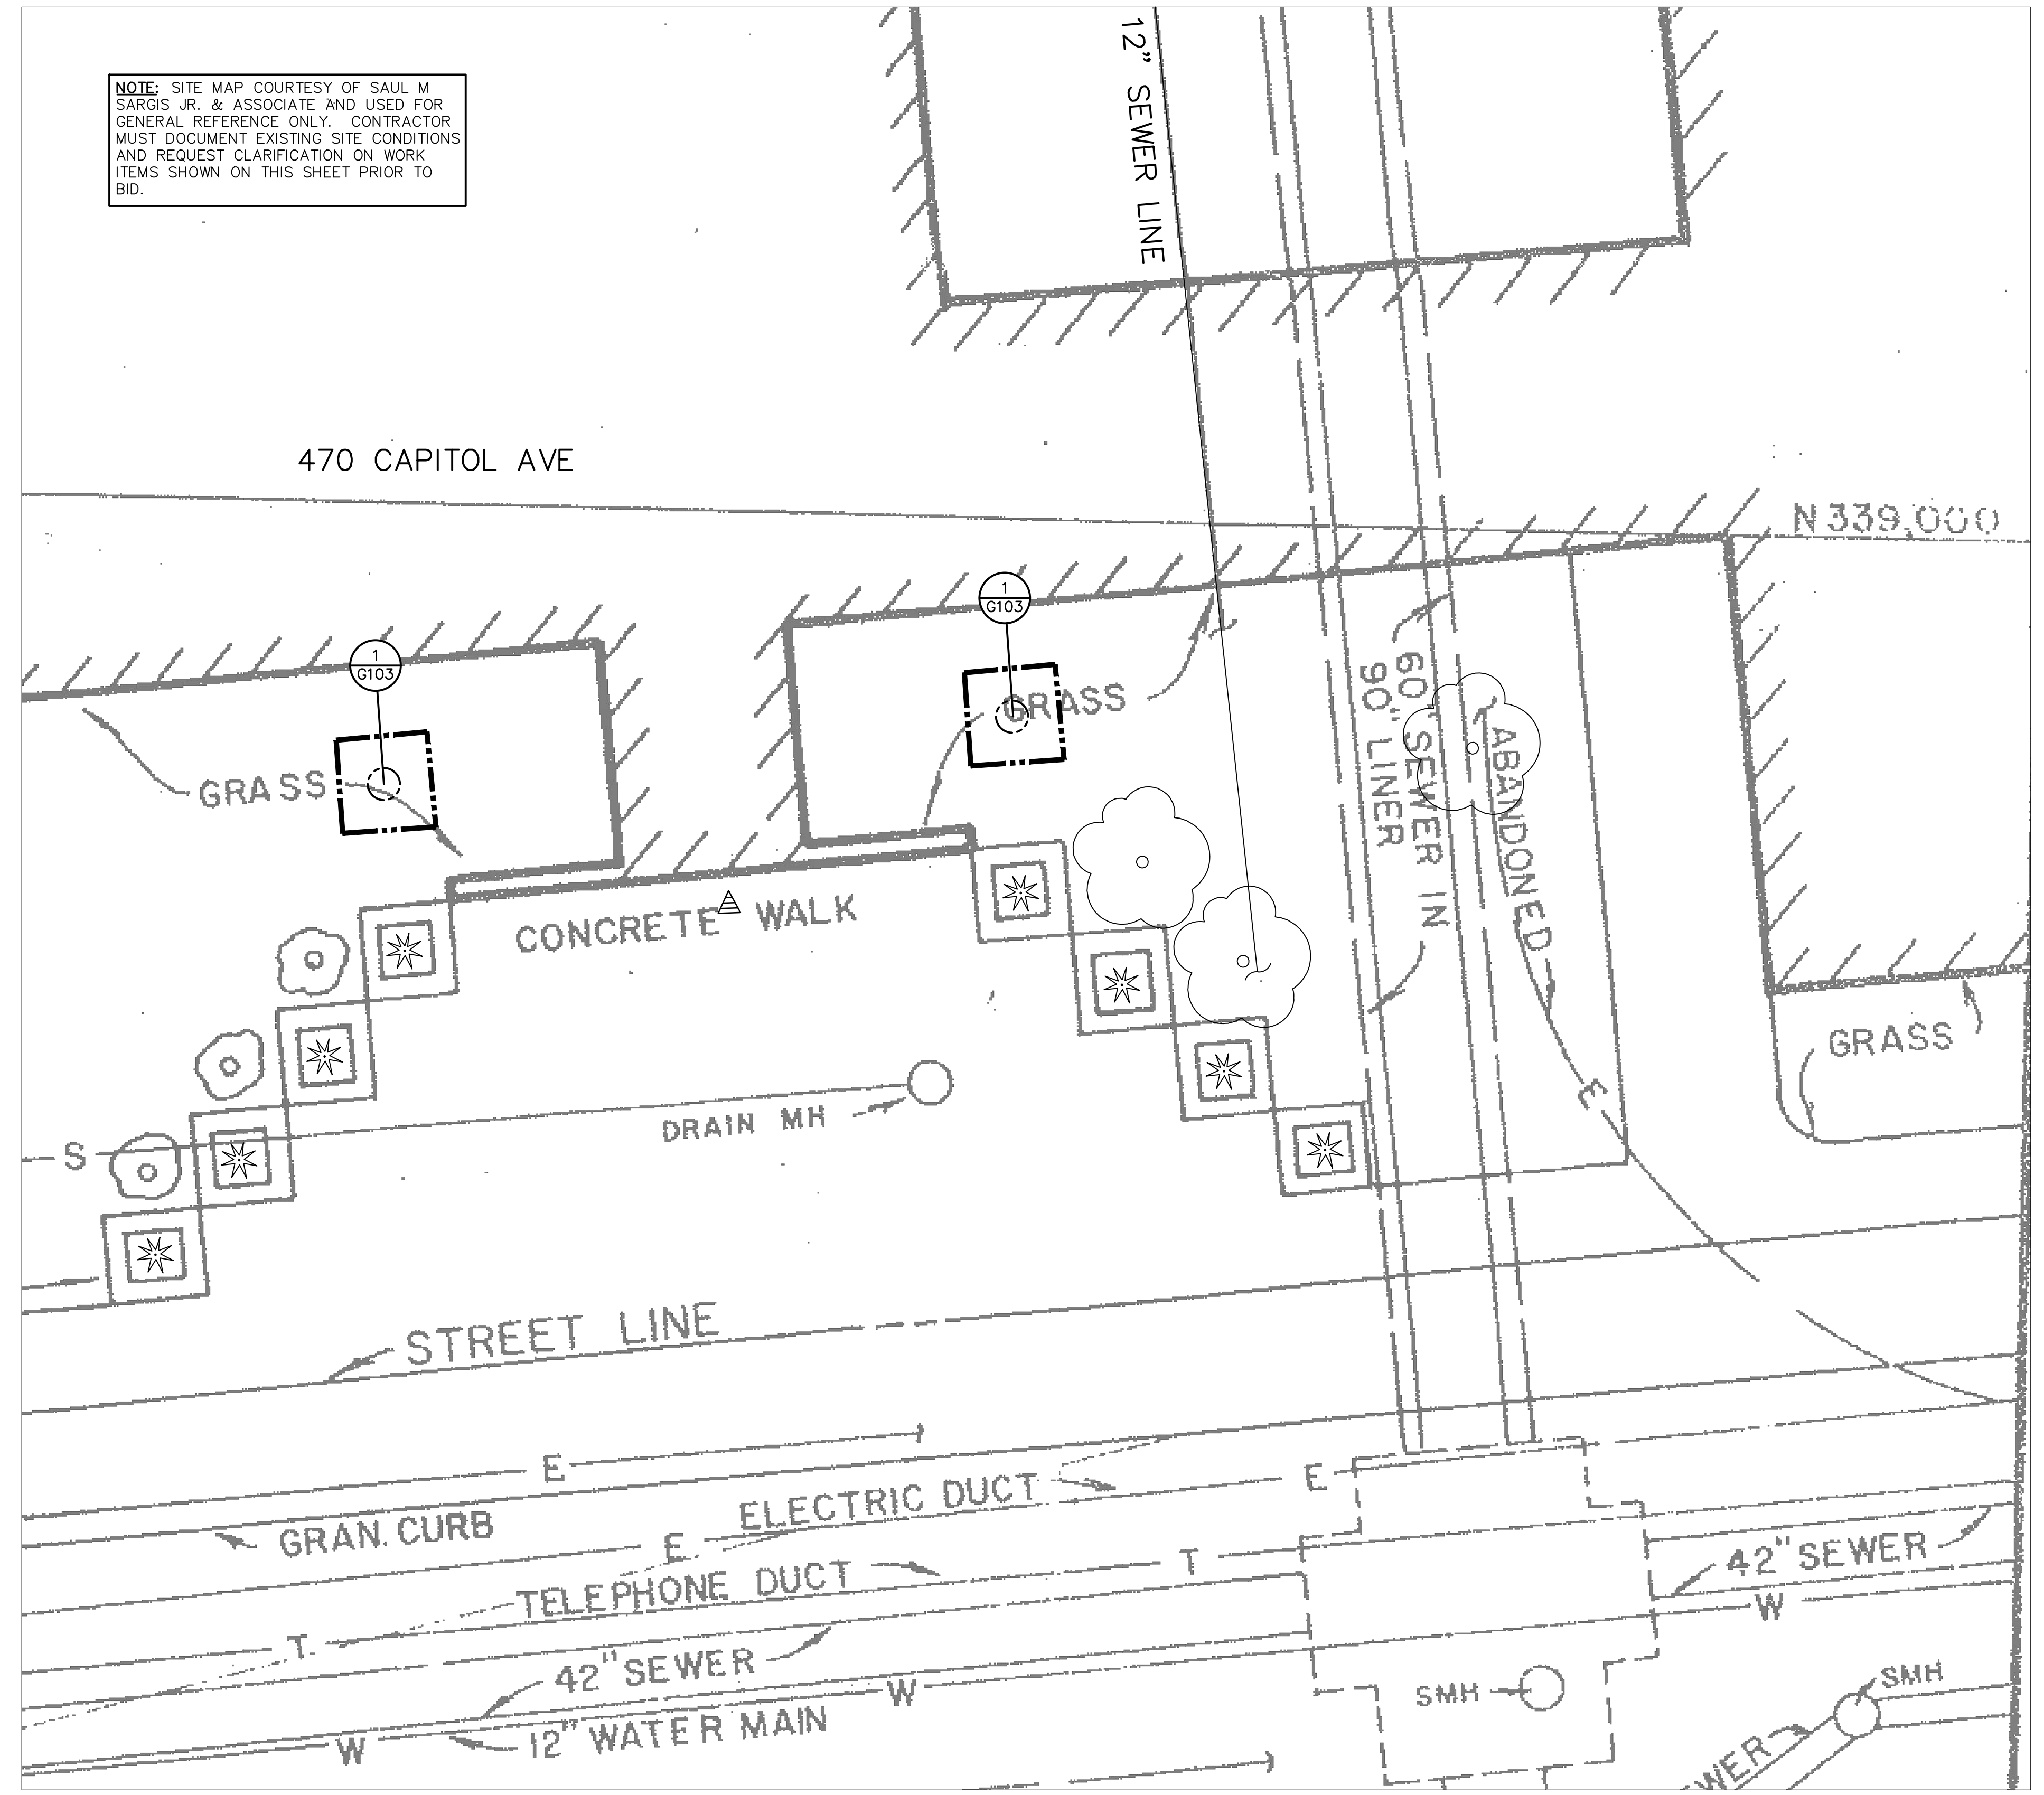 12" SEWER LINE
NOTE: SITE MAP COURTESY OF SAUL M
SARGIS JR. & ASSOCIATE AND USED FOR
GENERAL REFERENCE ONLY. CONTRACTOR
MUST DOCUMENT EXISTING SITE CONDITIONS
AND REQUEST CLARIFICATION ON WORK
ITEMS SHOWN ON THIS SHEET PRIOR TO
BID.
470 CAPITOL AVE
N 339,000
1
G103
1
G103
GRASS
GRASS
60" SEWER IN
90" LINER
ABANDONED
CONCRETE WALK
GRASS
E
DRAIN MH
S
STREET LINE
E
E
ELECTRIC DUCT
GRAN. CURB
E
T
TELEPHONE DUCT
42" SEWER
W
T
42" SEWER
W
SMH
SMH
12" WATER MAIN
W
WER